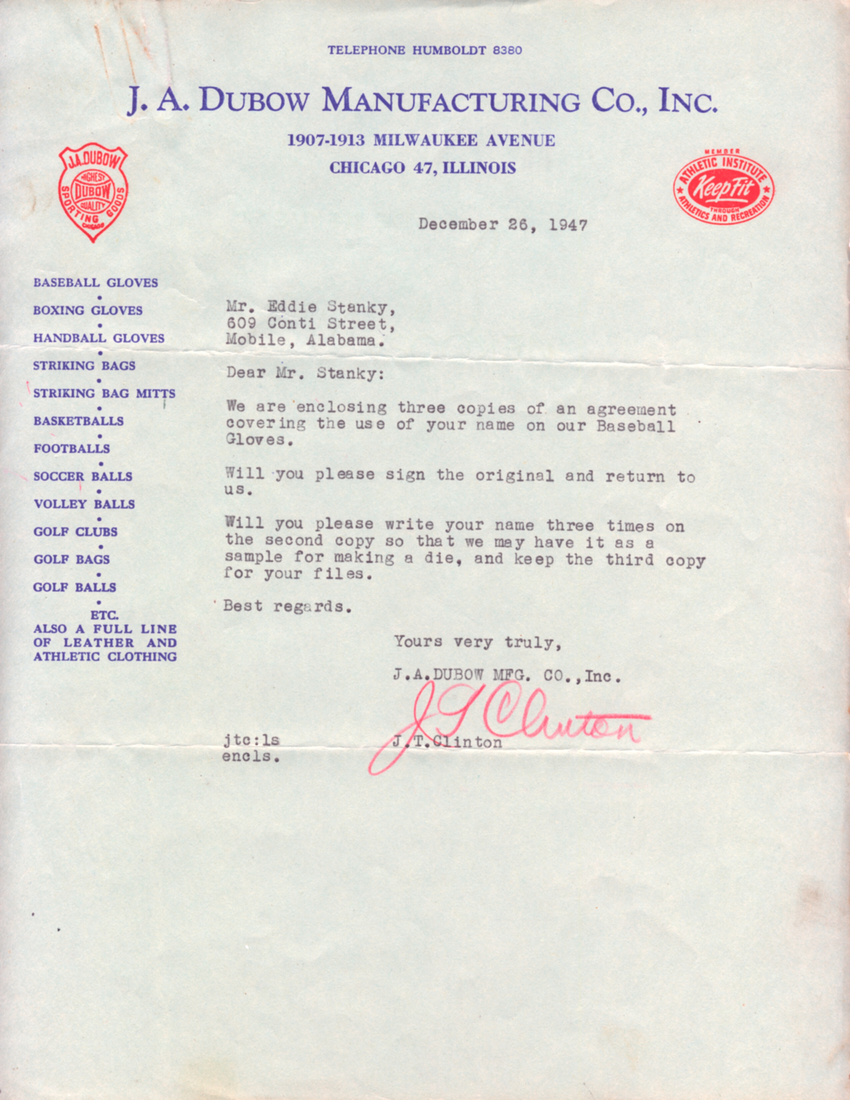 TELEPHONE HUMBOLDT 8380
J. A. DUBOW MANUFACTURING CO., INC.
1907-1913 MILWAUKEE AVENUE
CHICAGO 47, ILLINOIS
J.A. DUBOW
HIGHEST
DUBOW
QUALITY
SPORTING GOODS
CHICAGO
MEMBER
ATHLETIC INSTITUTE
Keep Fit
THROUGH
ATHLETICS AND RECREATION
December 26, 1947
BASEBALL GLOVES
BOXING GLOVES
HANDBALL GLOVES
STRIKING BAGS
STRIKING BAG MITTS
BASKETBALLS
FOOTBALLS
SOCCER BALLS
VOLLEY BALLS
GOLF CLUBS
GOLF BAGS
GOLF BALLS
ETC.
ALSO A FULL LINE
OF LEATHER AND
ATHLETIC CLOTHING
Mr. Eddie Stanky,
609 Conti Street,
Mobile, Alabama.
Dear Mr. Stanky:
We are enclosing three copies of an agreement
covering the use of your name on our Baseball
Gloves.
Will you please sign the original and return to
us.
Will you please write your name three times on
the second copy so that we may have it as a
sample for making a die, and keep the third copy
for your files.
Best regards.
Yours very truly,
J.A.DUBOW MFG. CO.,Inc.
J T Clinton
J.T.Clinton
jtc:ls
encls.